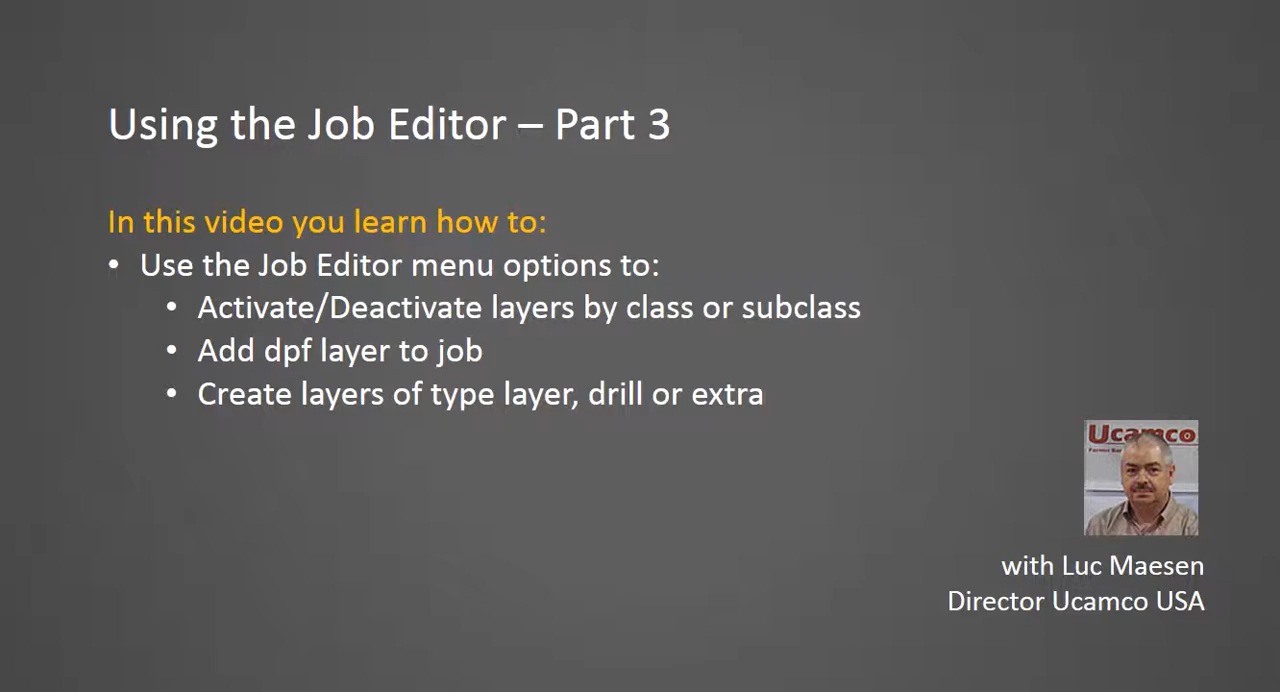 Using the Job Editor – Part 3
In this video you learn how to:
• Use the Job Editor menu options to:
• Activate/Deactivate layers by class or subclass
• Add dpf layer to job
• Create layers of type layer, drill or extra
Ucamco
with Luc Maesen
Director Ucamco USA